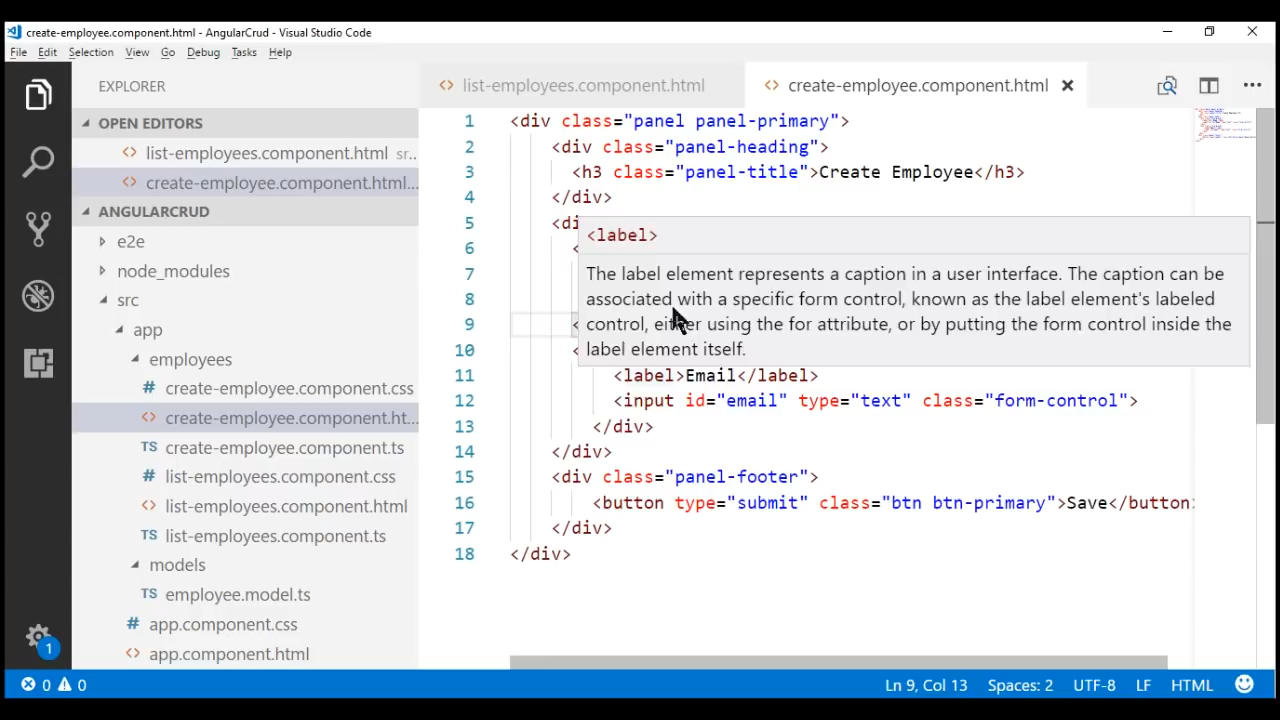 create-employee.component.html - AngularCrud - Visual Studio Code
File Edit Selection View Go Debug Tasks Help
EXPLORER
OPEN EDITORS
list-employees.component.html sr...
create-employee.component.html...
ANGULARCRUD
e2e
node_modules
src
app
employees
create-employee.component.css
create-employee.component.ht...
create-employee.component.ts
list-employees.component.css
list-employees.component.html
list-employees.component.ts
models
employee.model.ts
app.component.css
app.component.html
1
list-employees.component.html create-employee.component.html
1 <div class="panel panel-primary">
2 <div class="panel-heading">
3 <h3 class="panel-title">Create Employee</h3>
4 </div>
5 <di
6 <
7
8
9 <
10 <
<label>
The label element represents a caption in a user interface. The caption can be
associated with a specific form control, known as the label element's labeled
control, either using the for attribute, or by putting the form control inside the
label element itself.
11 <label>Email</label>
12 <input id="email" type="text" class="form-control">
13 </div>
14 </div>
15 <div class="panel-footer">
16 <button type="submit" class="btn btn-primary">Save</button>
17 </div>
18 </div>
0 0 Ln 9, Col 13 Spaces: 2 UTF-8 LF HTML